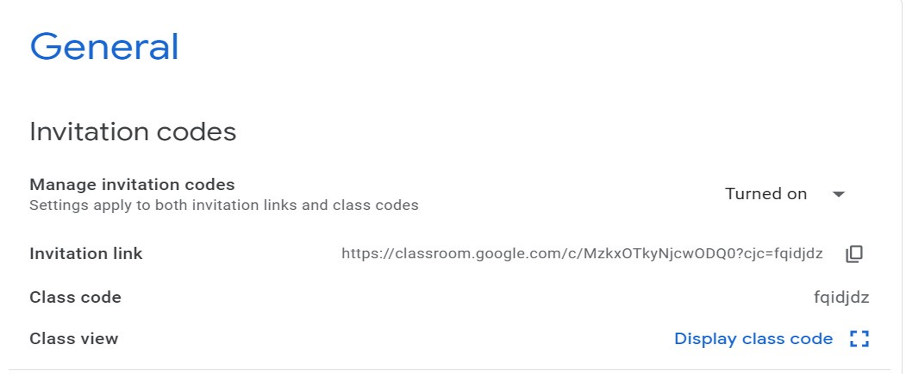 General
Invitation codes
Manage invitation codes
Settings apply to both invitation links and class codes
Turned on
Invitation link
https://classroom.google.com/c/MzkxOTkyNjcwODQ0?cjc=fqidjdz
Class code
fqidjdz
Class view
Display class code